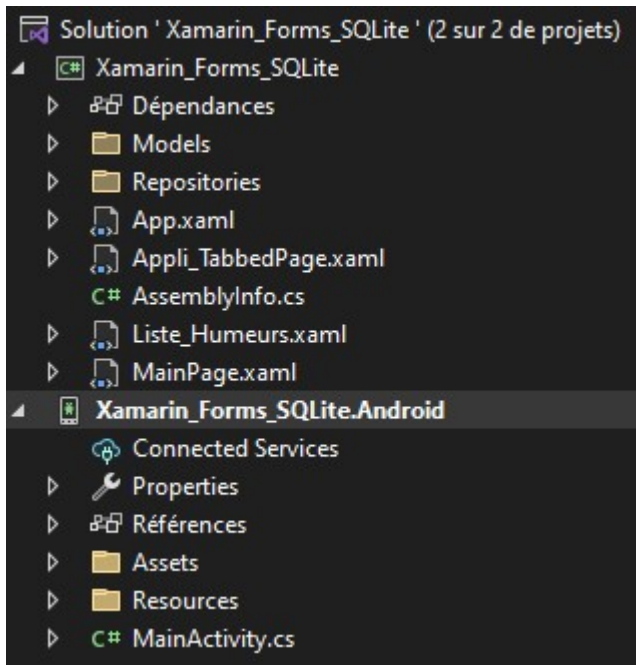 Solution ' Xamarin_Forms_SQLite ' (2 sur 2 de projets)
C# Xamarin_Forms_SQLite
Dépendances
Models
Repositories
App.xaml
Appli_TabbedPage.xaml
C# AssemblyInfo.cs
Liste_Humeurs.xaml
MainPage.xaml
Xamarin_Forms_SQLite.Android
Connected Services
Properties
Références
Assets
Resources
C# MainActivity.cs